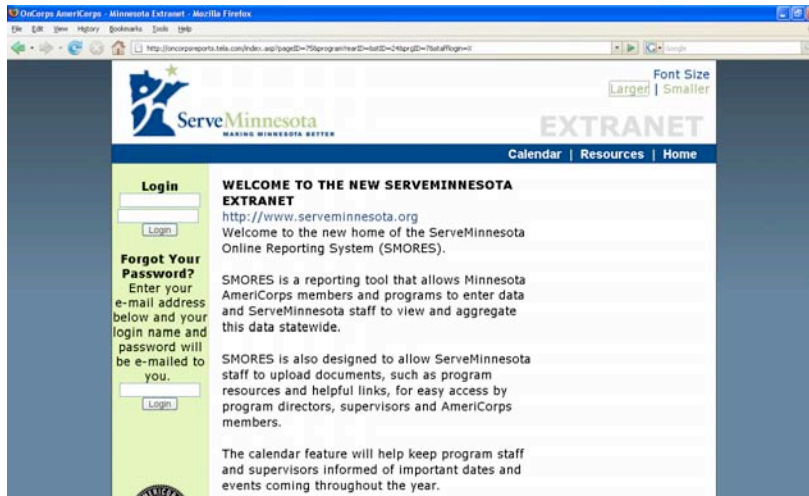 OnCorps AmeriCorps - Minnesota Extranet - Mozilla Firefox
File Edit View History Bookmarks Tools Help
Google
Font Size
Larger | Smaller
ServeMinnesota
MAKING MINNESOTA BETTER
EXTRANET
Calendar | Resources | Home
Login
Login
Forgot Your
Password?
Enter your
e-mail address
below and your
login name and
password will
be e-mailed to
you.
Login
WELCOME TO THE NEW SERVEMINNESOTA
EXTRANET
http://www.serveminnesota.org
Welcome to the new home of the ServeMinnesota
Online Reporting System (SMORES).
SMORES is a reporting tool that allows Minnesota
AmeriCorps members and programs to enter data
and ServeMinnesota staff to view and aggregate
this data statewide.
SMORES is also designed to allow ServeMinnesota
staff to upload documents, such as program
resources and helpful links, for easy access by
program directors, supervisors and AmeriCorps
members.
The calendar feature will help keep program staff
and supervisors informed of important dates and
events coming throughout the year.